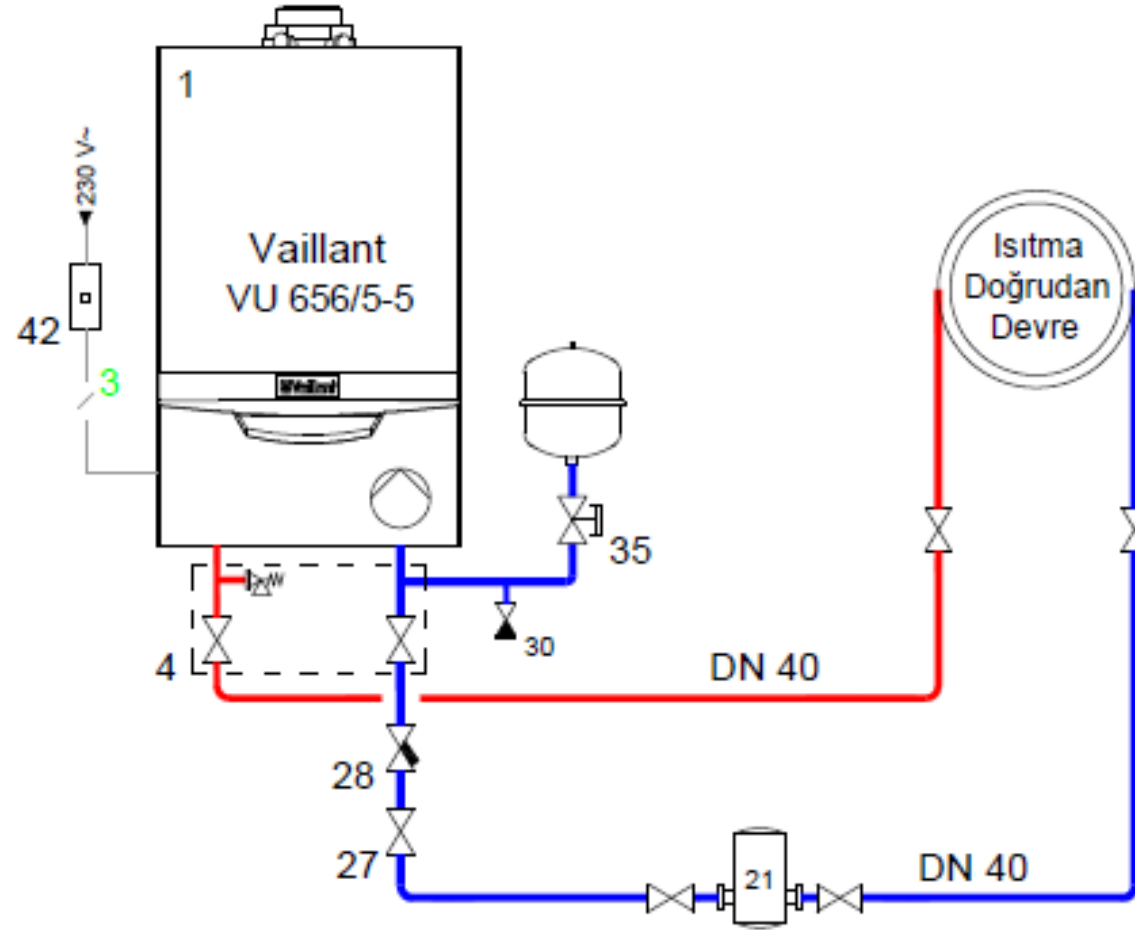 1
230 V~
Vaillant
VU 656/5-5
Isıtma
Doğrudan
Devre
42
3
Vaillant
35
30
4
DN 40
28
27
21
DN 40